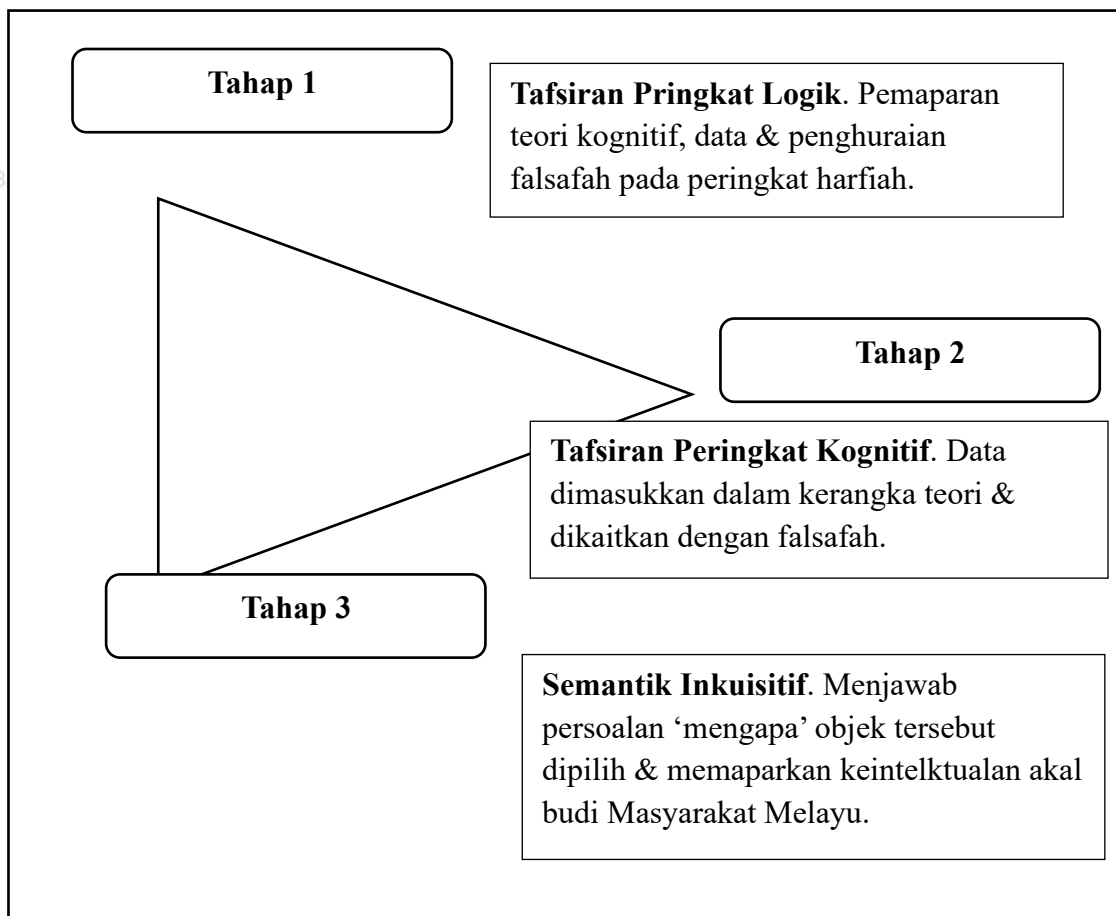 Tahap 1
Tafsiran Pringkat Logik. Pemaparan
teori kognitif, data & penghuraian
falsafah pada peringkat harfiah.
Tahap 2
Tafsiran Peringkat Kognitif. Data
dimasukkan dalam kerangka teori &
dikaitkan dengan falsafah.
Tahap 3
Semantik Inkuisitif. Menjawab
persoalan ‘mengapa’ objek tersebut
dipilih & memaparkan keintelktualan akal
budi Masyarakat Melayu.